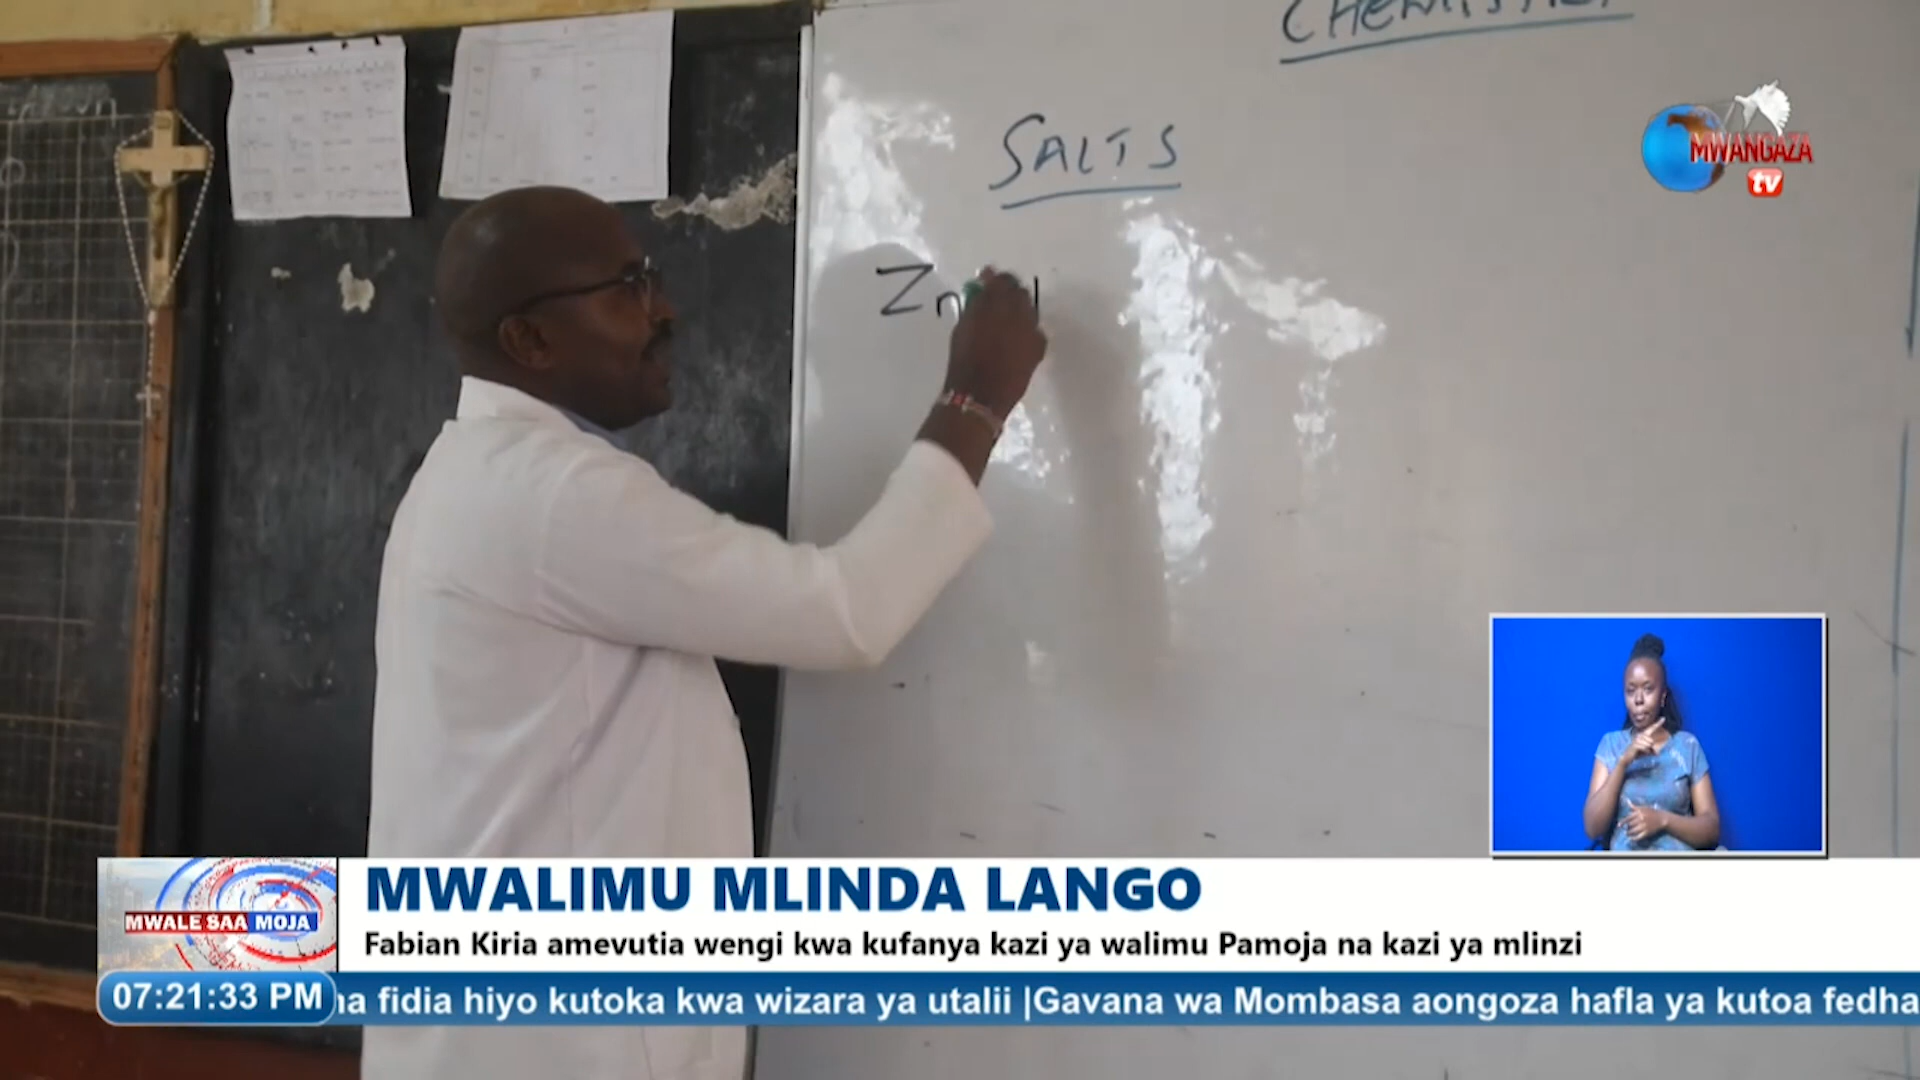 CHEMISTRY
SALTS
Zn
MWANGAZA
tv
MWALIMU MLINDA LANGO
MWALE SAA MOJA
Fabian Kiria amevutia wengi kwa kufanya kazi ya walimu Pamoja na kazi ya mlinzi
07:21:33 PM
na fidia hiyo kutoka kwa wizara ya utalii |Gavana wa Mombasa aongoza hafla ya kutoa fedha